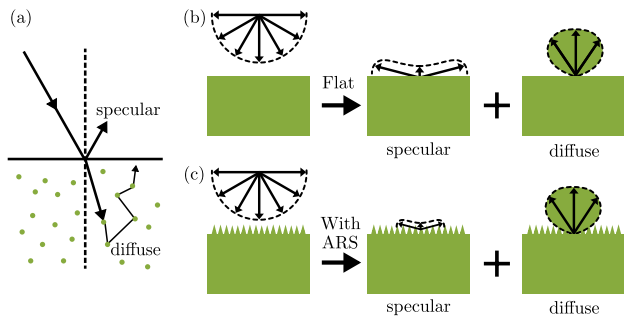 (a)
specular
diffuse
(b)
Flat
specular
diffuse
(c)
With
ARS
specular
diffuse